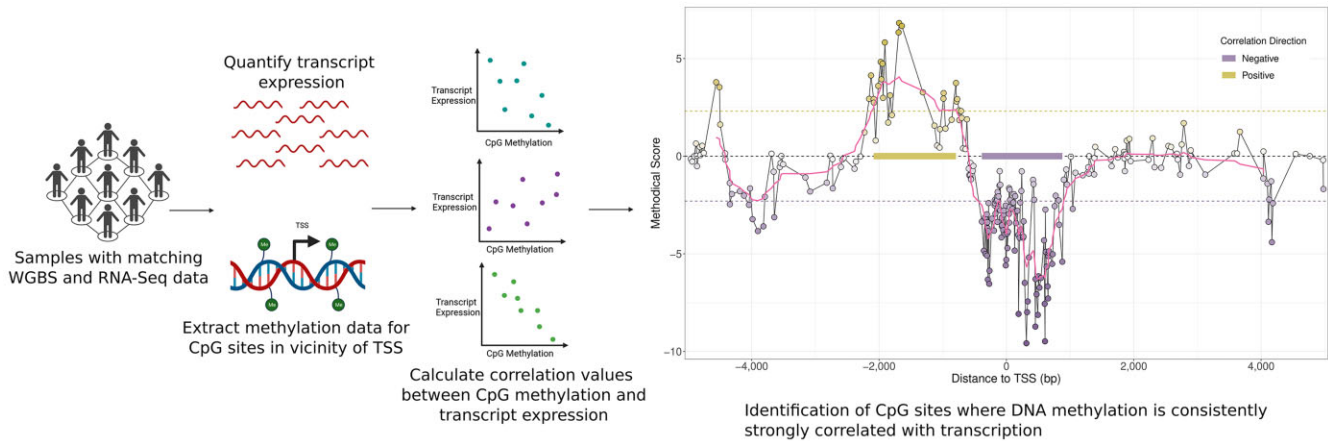 Samples with matching
WGBS and RNA-Seq data
Quantify transcript
expression
TSS
Me
Me
Me
Me
Extract methylation data for
CpG sites in vicinity of TSS
Transcript
Expression
CpG Methylation
Transcript
Expression
CpG Methylation
Transcript
Expression
CpG Methylation
Calculate correlation values
between CpG methylation and
transcript expression
Correlation Direction
Negative
Positive
Methodical Score
5
0
−5
−10
−4,000
−2,000
0
2,000
4,000
Distance to TSS (bp)
Identification of CpG sites where DNA methylation is consistently
strongly correlated with transcription